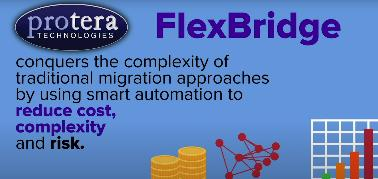 protera
TECHNOLOGIES
FlexBridge
conquers the complexity of
traditional migration approaches
by using smart automation to
reduce cost,
complexity
and risk.